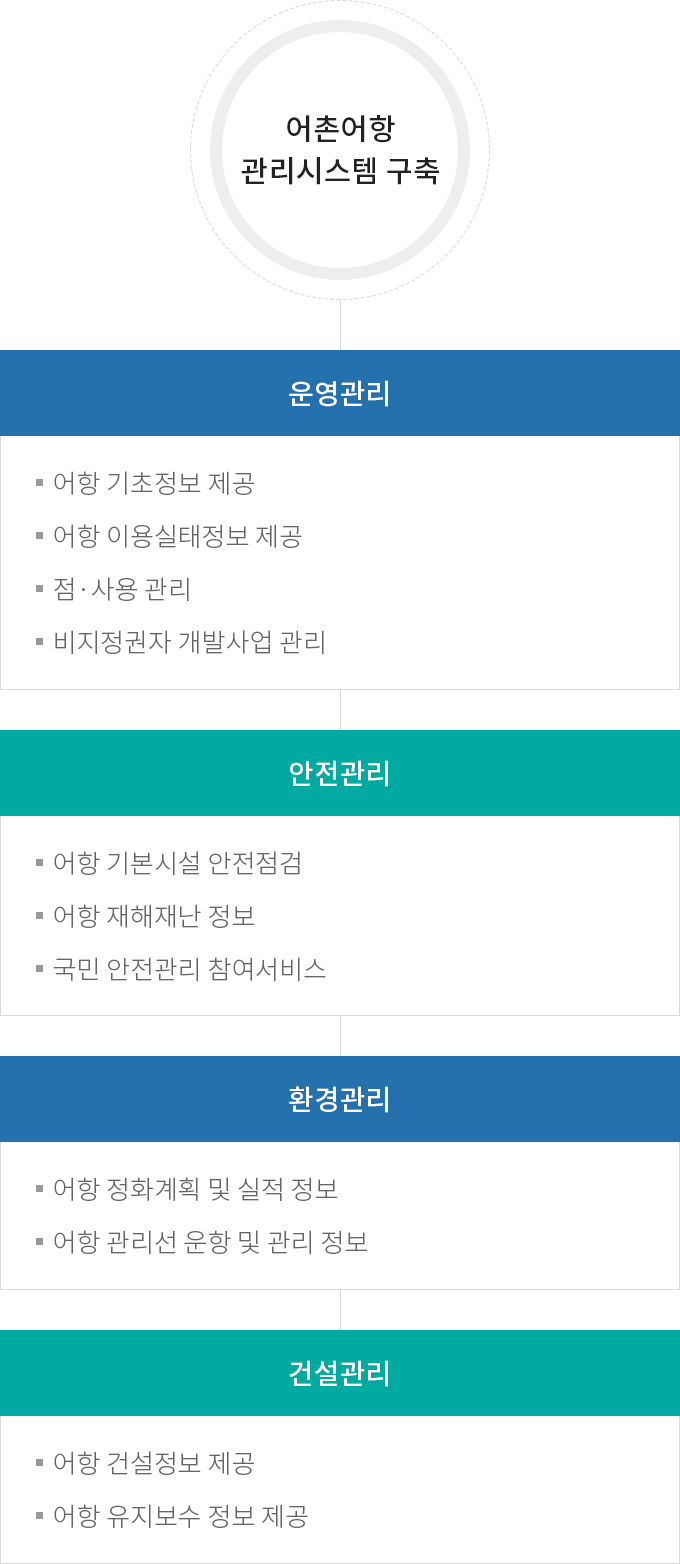 어촌어항
관리시스템 구축
운영관리
어항 기초정보 제공
어항 이용실태정보 제공
점·사용 관리
비지정권자 개발사업 관리
안전관리
어항 기본시설 안전점검
어항 재해재난 정보
국민 안전관리 참여서비스
환경관리
어항 정화계획 및 실적 정보
어항 관리선 운항 및 관리 정보
건설관리
어항 건설정보 제공
어항 유지보수 정보 제공